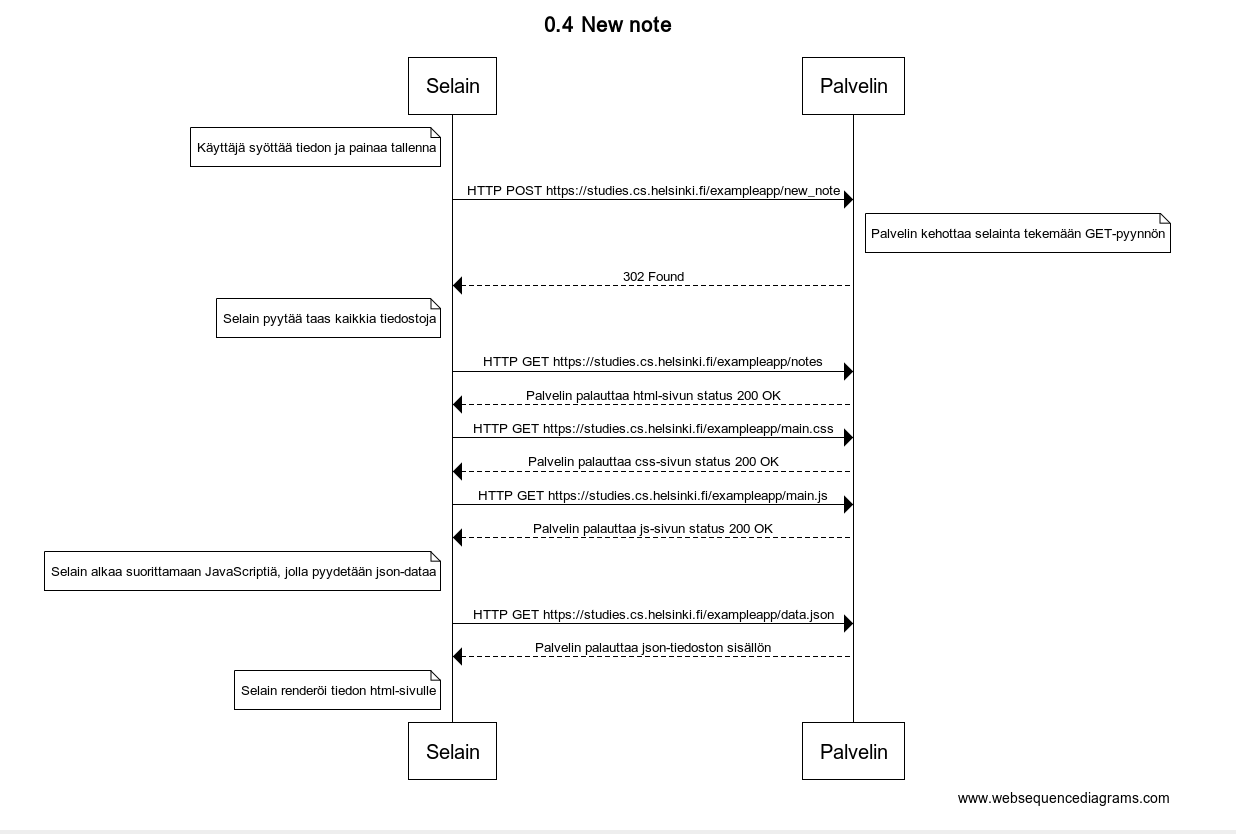 0.4 New note
Selain
Palvelin
Käyttäjä syöttää tiedon ja painaa tallenna
HTTP POST https://studies.cs.helsinki.fi/exampleapp/new_note
Palvelin kehottaa selainta tekemään GET-pyynnön
302 Found
Selain pyytää taas kaikkia tiedostoja
HTTP GET https://studies.cs.helsinki.fi/exampleapp/notes
Palvelin palauttaa html-sivun status 200 OK
HTTP GET https://studies.cs.helsinki.fi/exampleapp/main.css
Palvelin palauttaa css-sivun status 200 OK
HTTP GET https://studies.cs.helsinki.fi/exampleapp/main.js
Palvelin palauttaa js-sivun status 200 OK
Selain alkaa suorittamaan JavaScriptiä, jolla pyydetään json-dataa
HTTP GET https://studies.cs.helsinki.fi/exampleapp/data.json
Palvelin palauttaa json-tiedoston sisällön
Selain renderöi tiedon html-sivulle
Selain
Palvelin
www.websequencediagrams.com